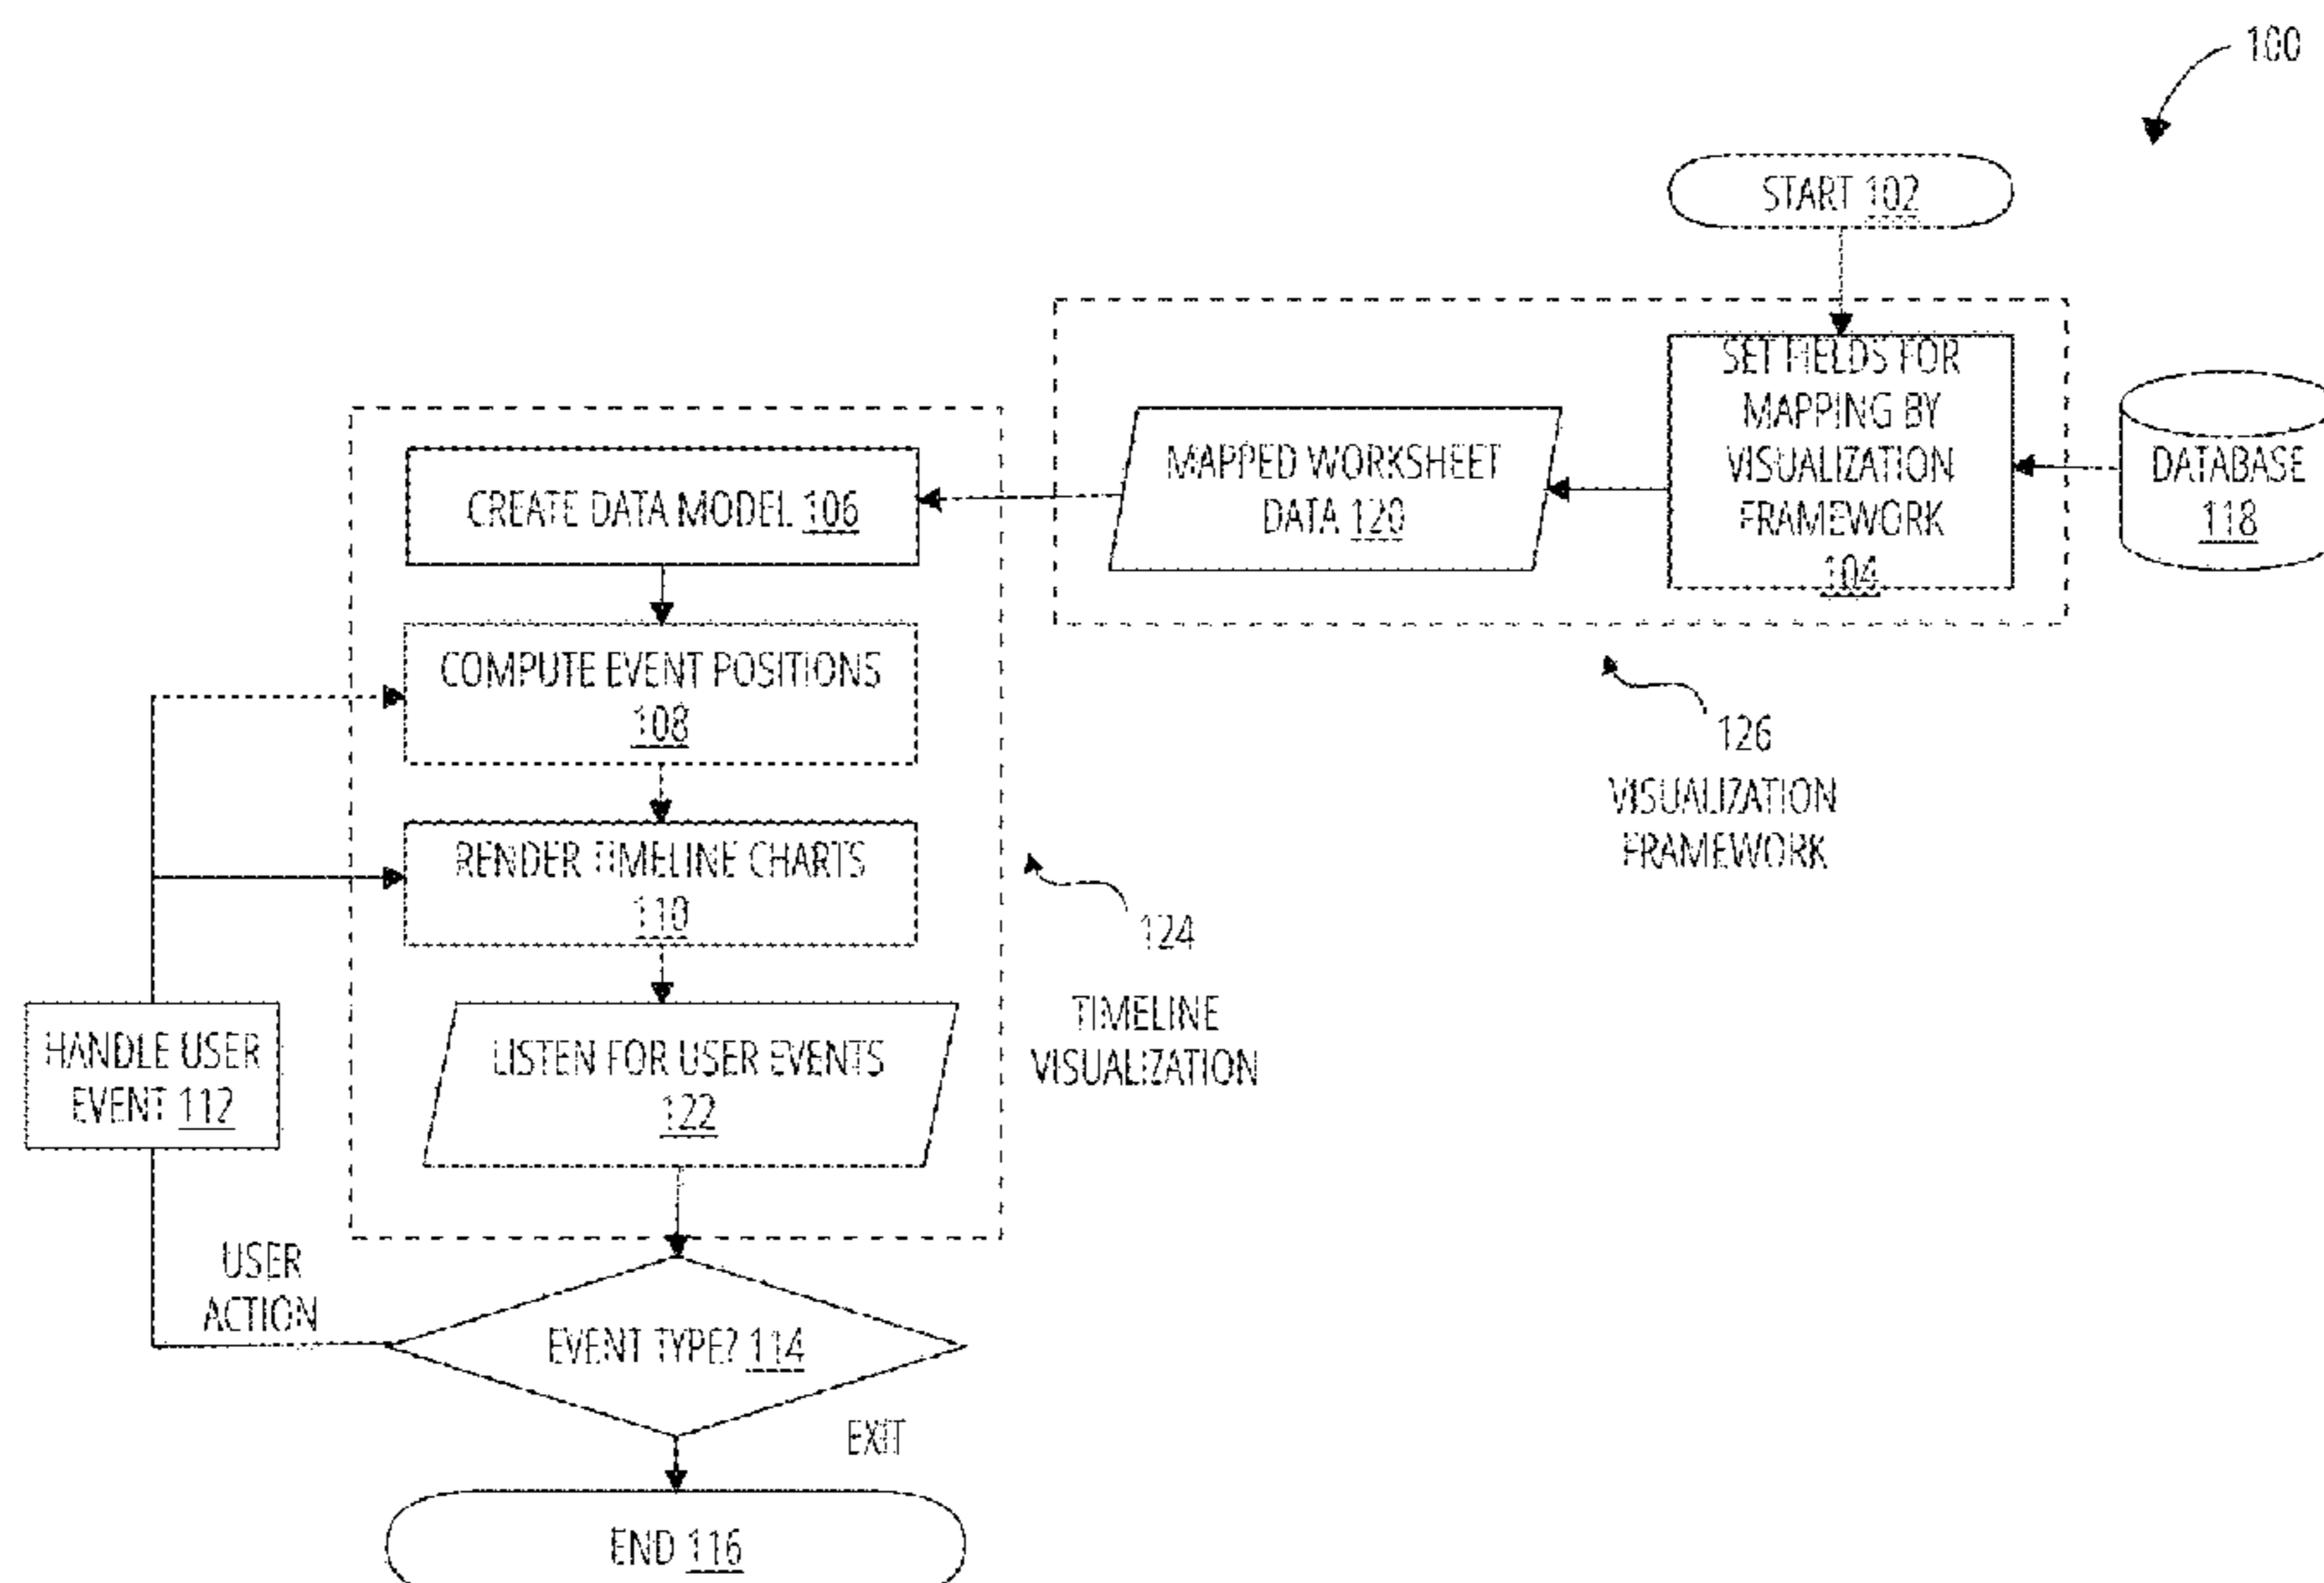 100
START 102
SET FIELDS FOR
MAPPING BY
VISUALIZATION
FRAMEWORK
104
DATABASE
118
MAPPED WORKSHEET
DATA 120
CREATE DATA MODEL 106
COMPUTE EVENT POSITIONS
108
126
VISUALIZATION
FRAMEWORK
RENDER TIMELINE CHARTS
110
124
TIMELINE
VISUALIZATION
HANDLE USER
EVENT 112
LISTEN FOR USER EVENTS
122
USER
ACTION
EVENT TYPE? 114
EXIT
END 116